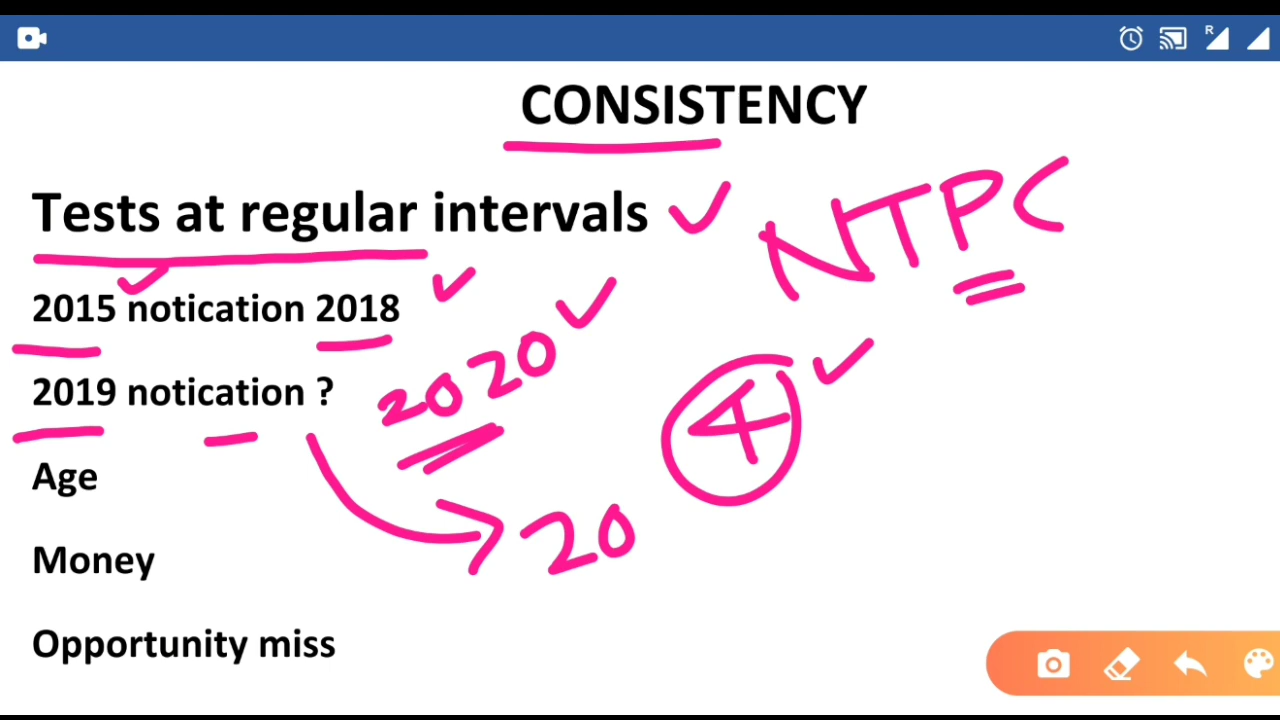 R
CONSISTENCY
Tests at regular intervals
NTPC
2015 notication 2018
2020
2019 notication ?
4
Age
20
Money
Opportunity miss